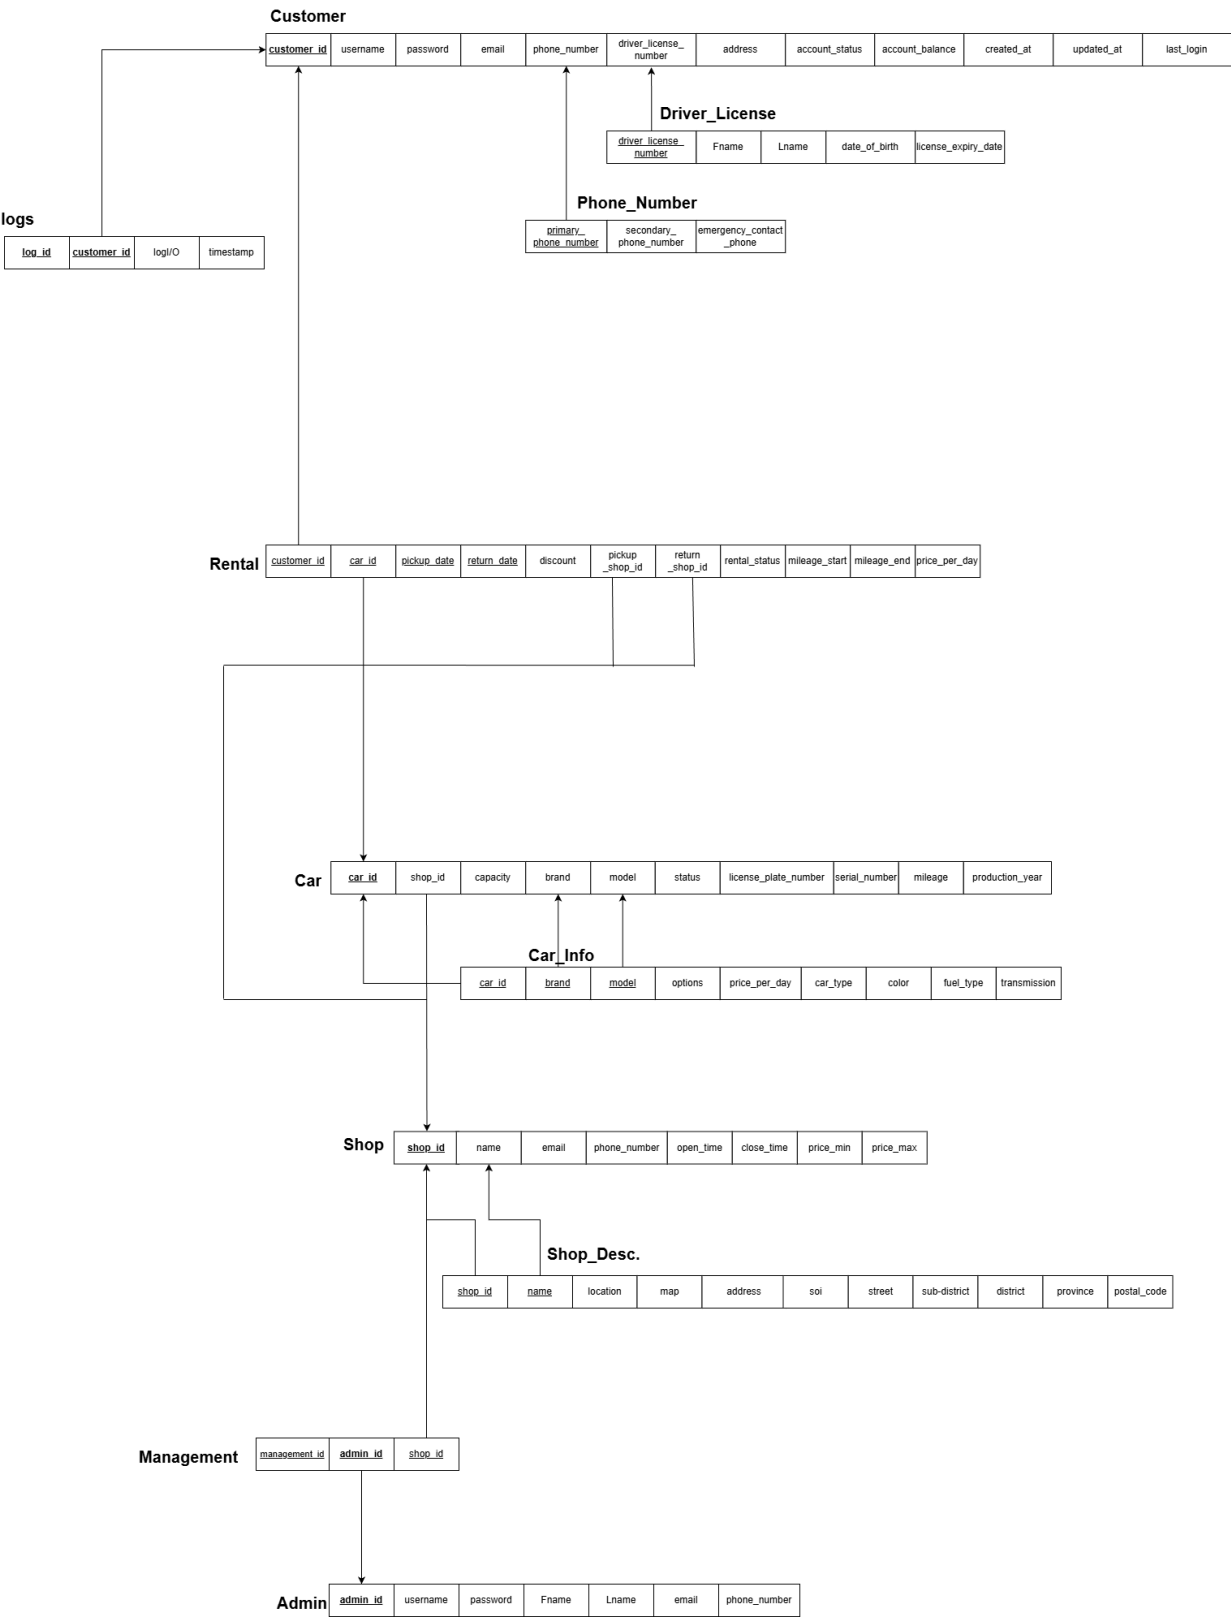 Customer
customer_id username password email phone_number driver_license_ number address account_status account_balance created_at updated_at last_login
Driver_License
driver_license_ number Fname Lname date_of_birth license_expiry_date
Phone_Number
primary_ phone_number secondary_ phone_number emergency_contact _phone
logs
log_id customer_id logI/O timestamp
Rental
customer_id car_id pickup_date return_date discount pickup _shop_id return _shop_id rental_status mileage_start mileage_end price_per_day
Car
car_id shop_id capacity brand model status license_plate_number serial_number mileage production_year
Car_Info
car_id brand model options price_per_day car_type color fuel_type transmission
Shop
shop_id name email phone_number open_time close_time price_min price_max
Shop_Desc.
shop_id name location map address soi street sub-district district province postal_code
Management
management_id admin_id shop_id
Admin
admin_id username password Fname Lname email phone_number